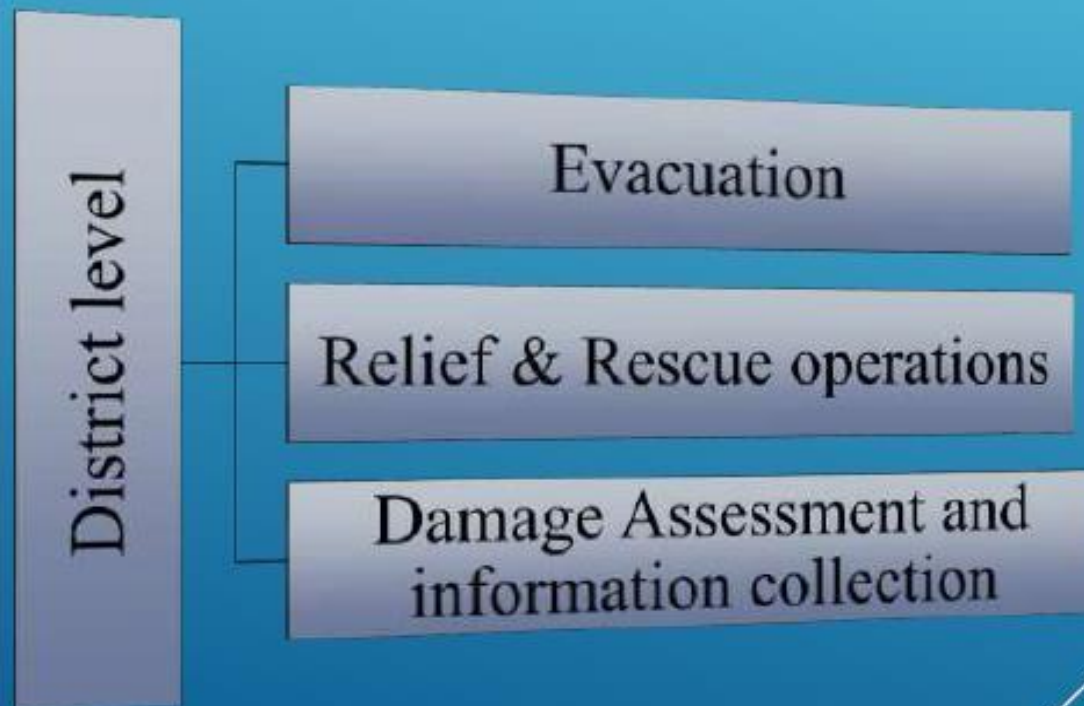 District level
Evacuation
Relief & Rescue operations
Damage Assessment and
information collection